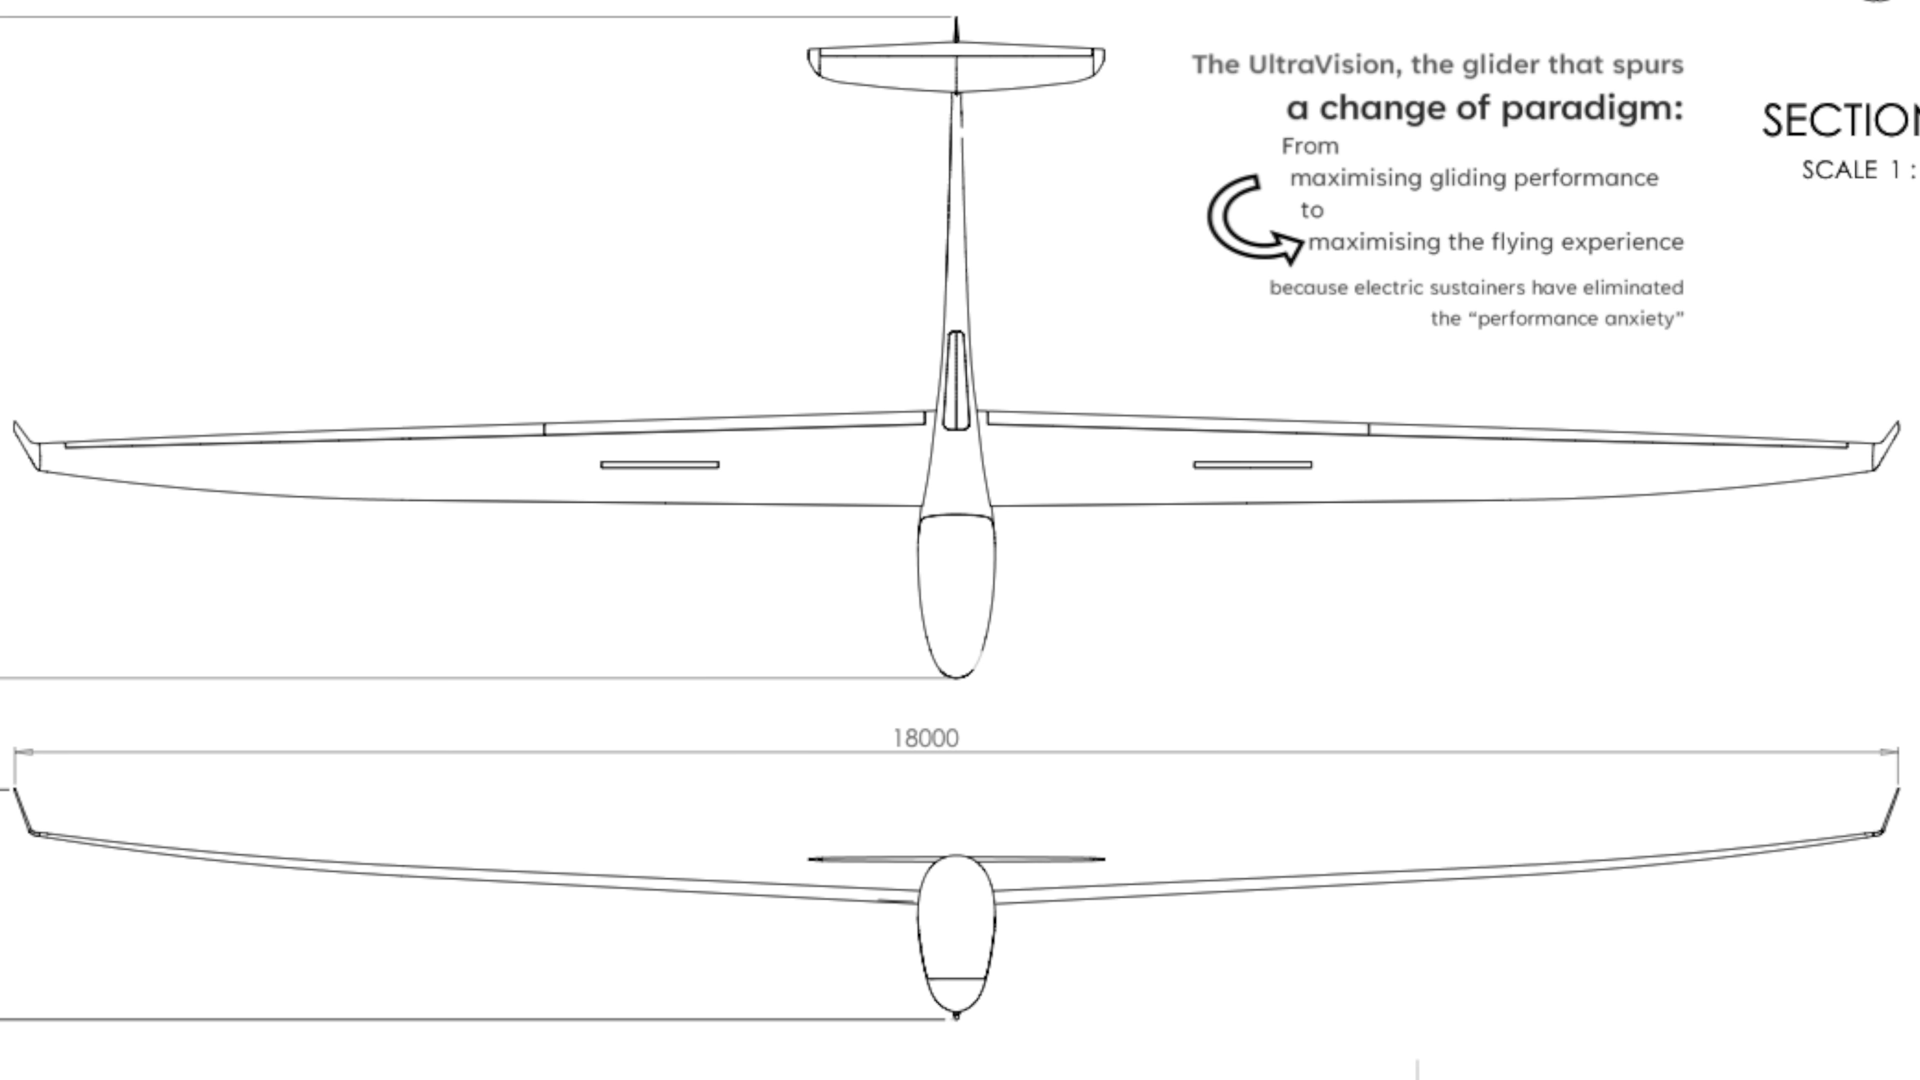 The UltraVision, the glider that spurs
a change of paradigm:
From
maximising gliding performance
to
maximising the flying experience
because electric sustainers have eliminated
the “performance anxiety”
SECTION
SCALE 1 :
18000